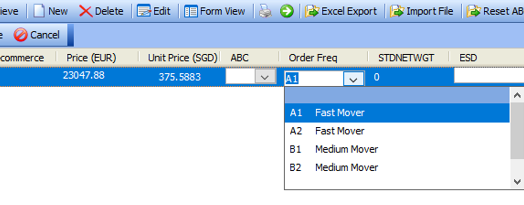 ieve New Delete Edit Form View Excel Export Import File Reset AB
e Cancel
commerce Price (EUR) Unit Price (SGD) ABC Order Freq STDNETWGT ESD
23047.88 375.5883 A1 0
A1 Fast Mover
A2 Fast Mover
B1 Medium Mover
B2 Medium Mover